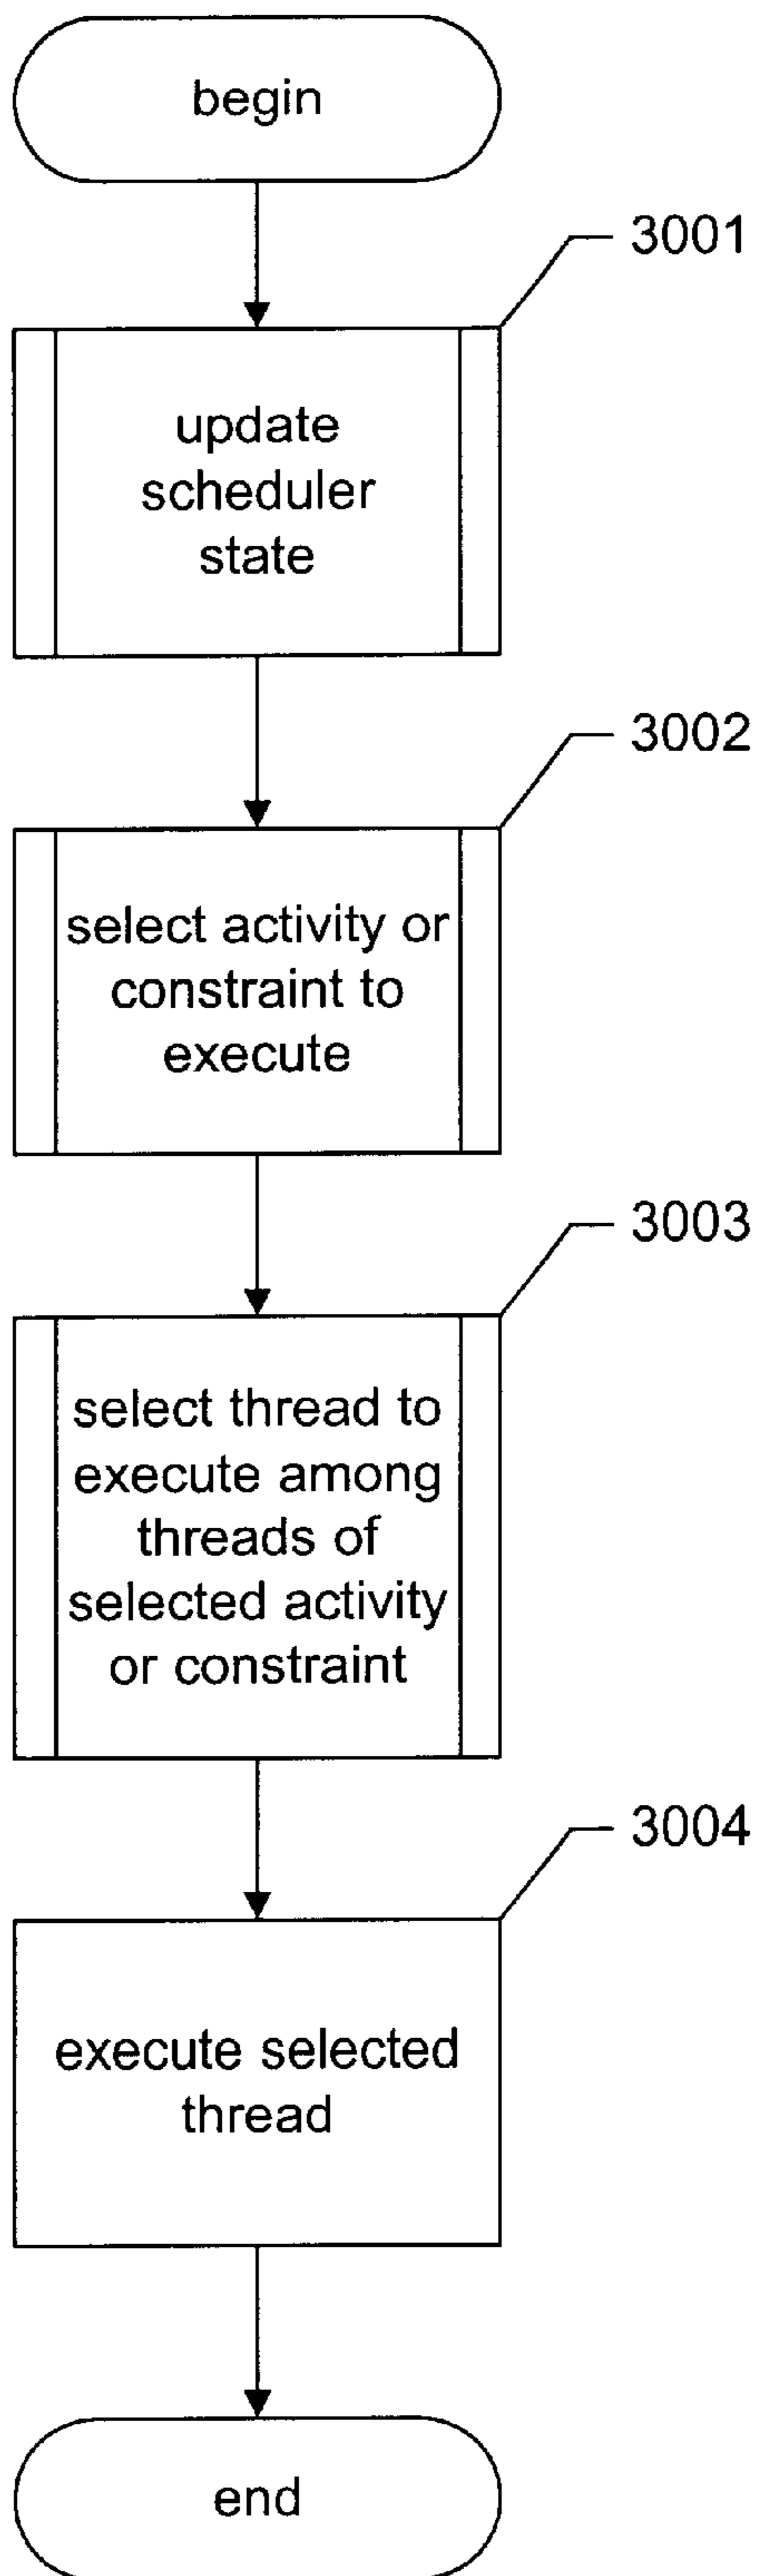 begin
3001
update
scheduler
state
3002
select activity or
constraint to
execute
3003
select thread to
execute among
threads of
selected activity
or constraint
3004
execute selected
thread
end